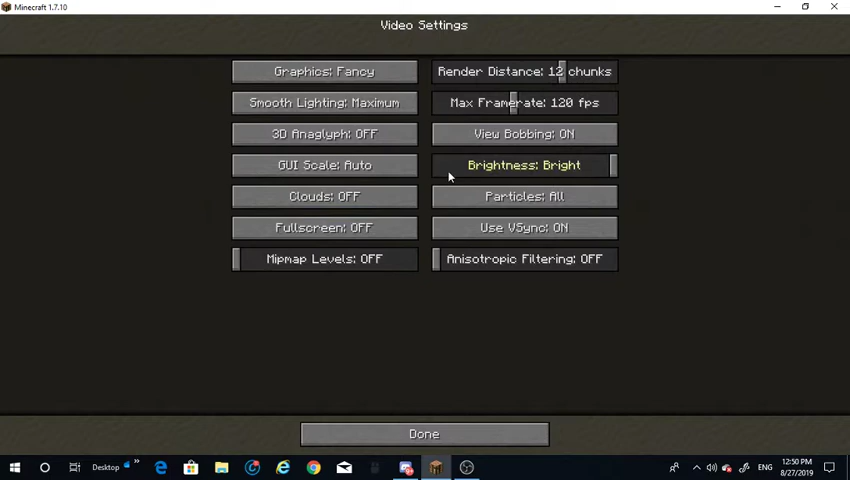 Minecraft 1.7.10
Video Settings
Graphics: Fancy
Render Distance: 12 chunks
Smooth Lighting: Maximum
Max Framerate: 120 fps
3D Anaglyph: OFF
View Bobbing: ON
GUI Scale: Auto
Brightness: Bright
Clouds: OFF
Particles: All
Fullscreen: OFF
Use VSync: ON
Mipmap Levels: OFF
Anisotropic Filtering: OFF
Done
Desktop
ENG
12:50 PM
8/27/2019